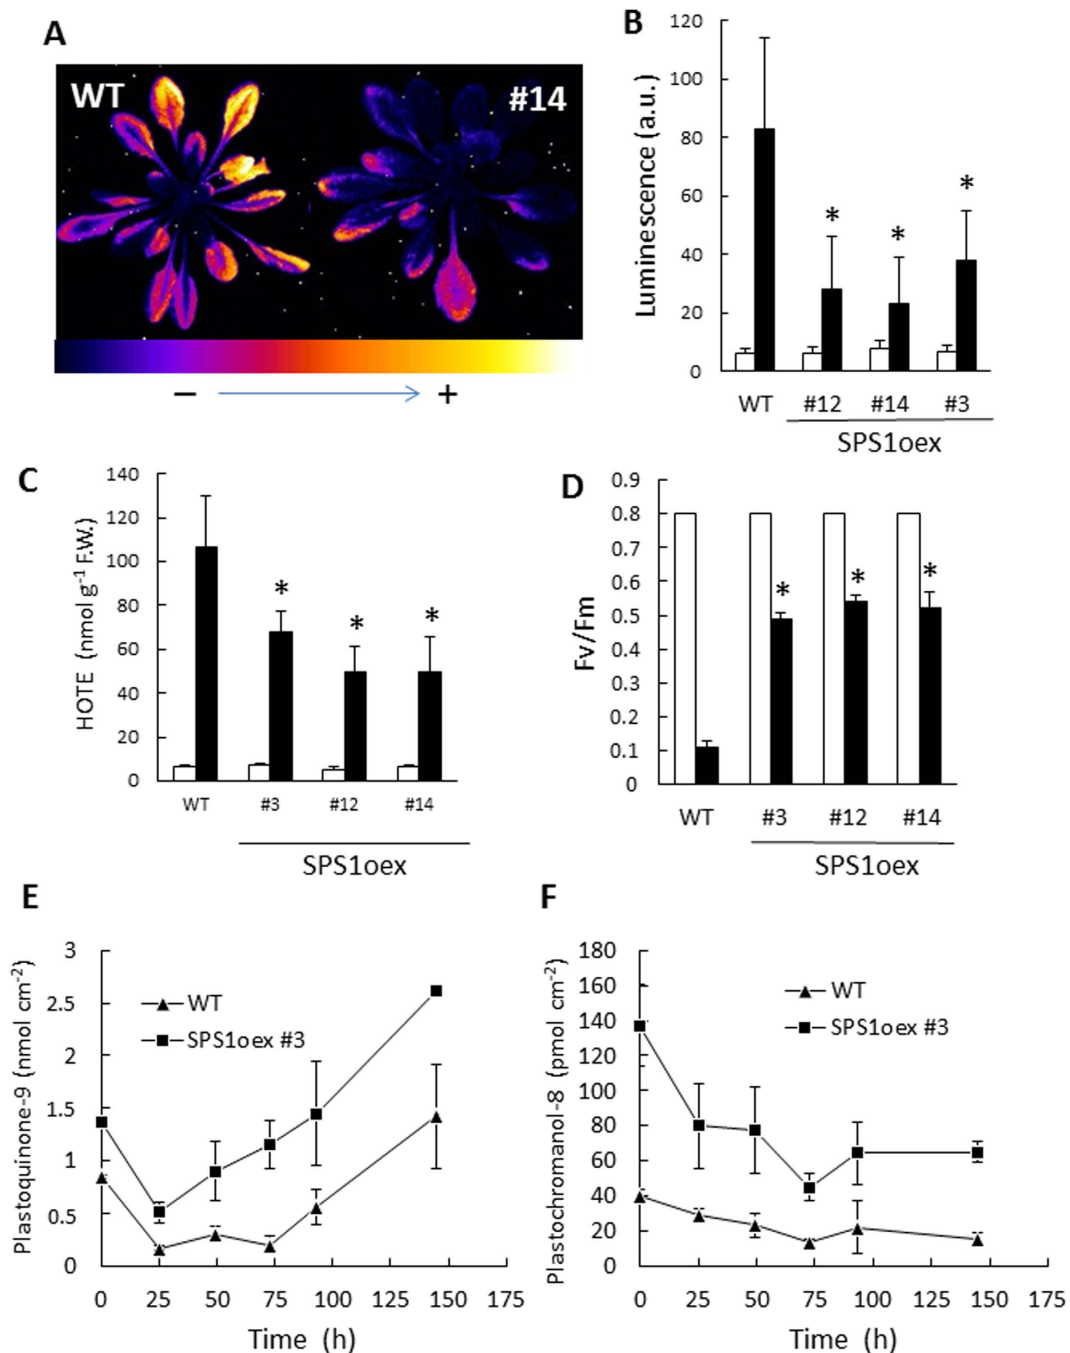 A
WT
#14
− +
B
Luminescence (a.u.)
120
100
80
60
40
20
0
*
*
*
WT #12 #14 #3
SPS1oex
C
HOTE (nmol g⁻¹ F.W.)
140
120
100
80
60
40
20
0
*
*
*
WT #3 #12 #14
SPS1oex
D
Fv/Fm
0.9
0.8
0.7
0.6
0.5
0.4
0.3
0.2
0.1
0
*
*
*
WT #3 #12 #14
SPS1oex
E
Plastoquinone-9 (nmol cm⁻²)
3
2.5
2
1.5
1
0.5
0
WT
SPS1oex #3
0 25 50 75 100 125 150 175
Time (h)
F
Plastochromanol-8 (pmol cm⁻²)
180
160
140
120
100
80
60
40
20
0
WT
SPS1oex #3
0 25 50 75 100 125 150 175
Time (h)